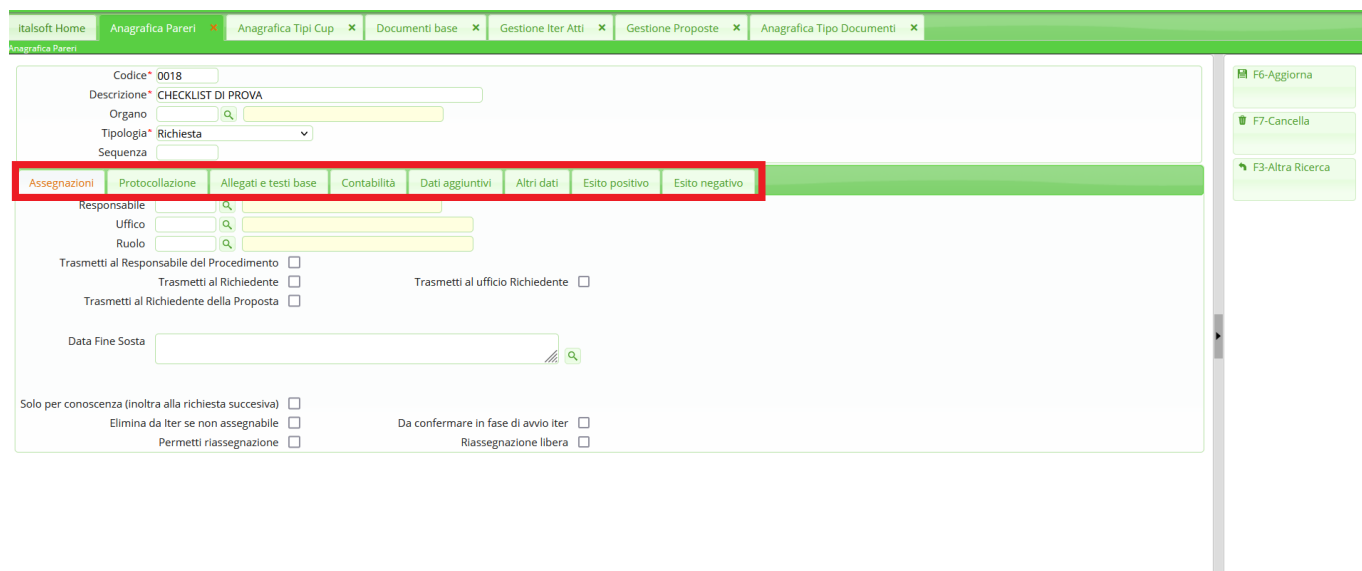 italsoft Home Anagrafica Pareri × Anagrafica Tipi Cup × Documenti base × Gestione Iter Atti × Gestione Proposte × Anagrafica Tipo Documenti ×
Anagrafica Pareri
Codice* 0018
Descrizione* CHECKLIST DI PROVA
Organo
Tipologia* Richiesta
Sequenza
F6-Aggiorna
F7-Cancella
F3-Altra Ricerca
Assegnazioni Protocollazione Allegati e testi base Contabilità Dati aggiuntivi Altri dati Esito positivo Esito negativo
Responsabile
Uffico
Ruolo
Trasmetti al Responsabile del Procedimento
Trasmetti al Richiedente Trasmetti al ufficio Richiedente
Trasmetti al Richiedente della Proposta
Data Fine Sosta
Solo per conoscenza (inoltra alla richiesta succesiva)
Elimina da Iter se non assegnabile Da confermare in fase di avvio iter
Permetti riassegnazione Riassegnazione libera